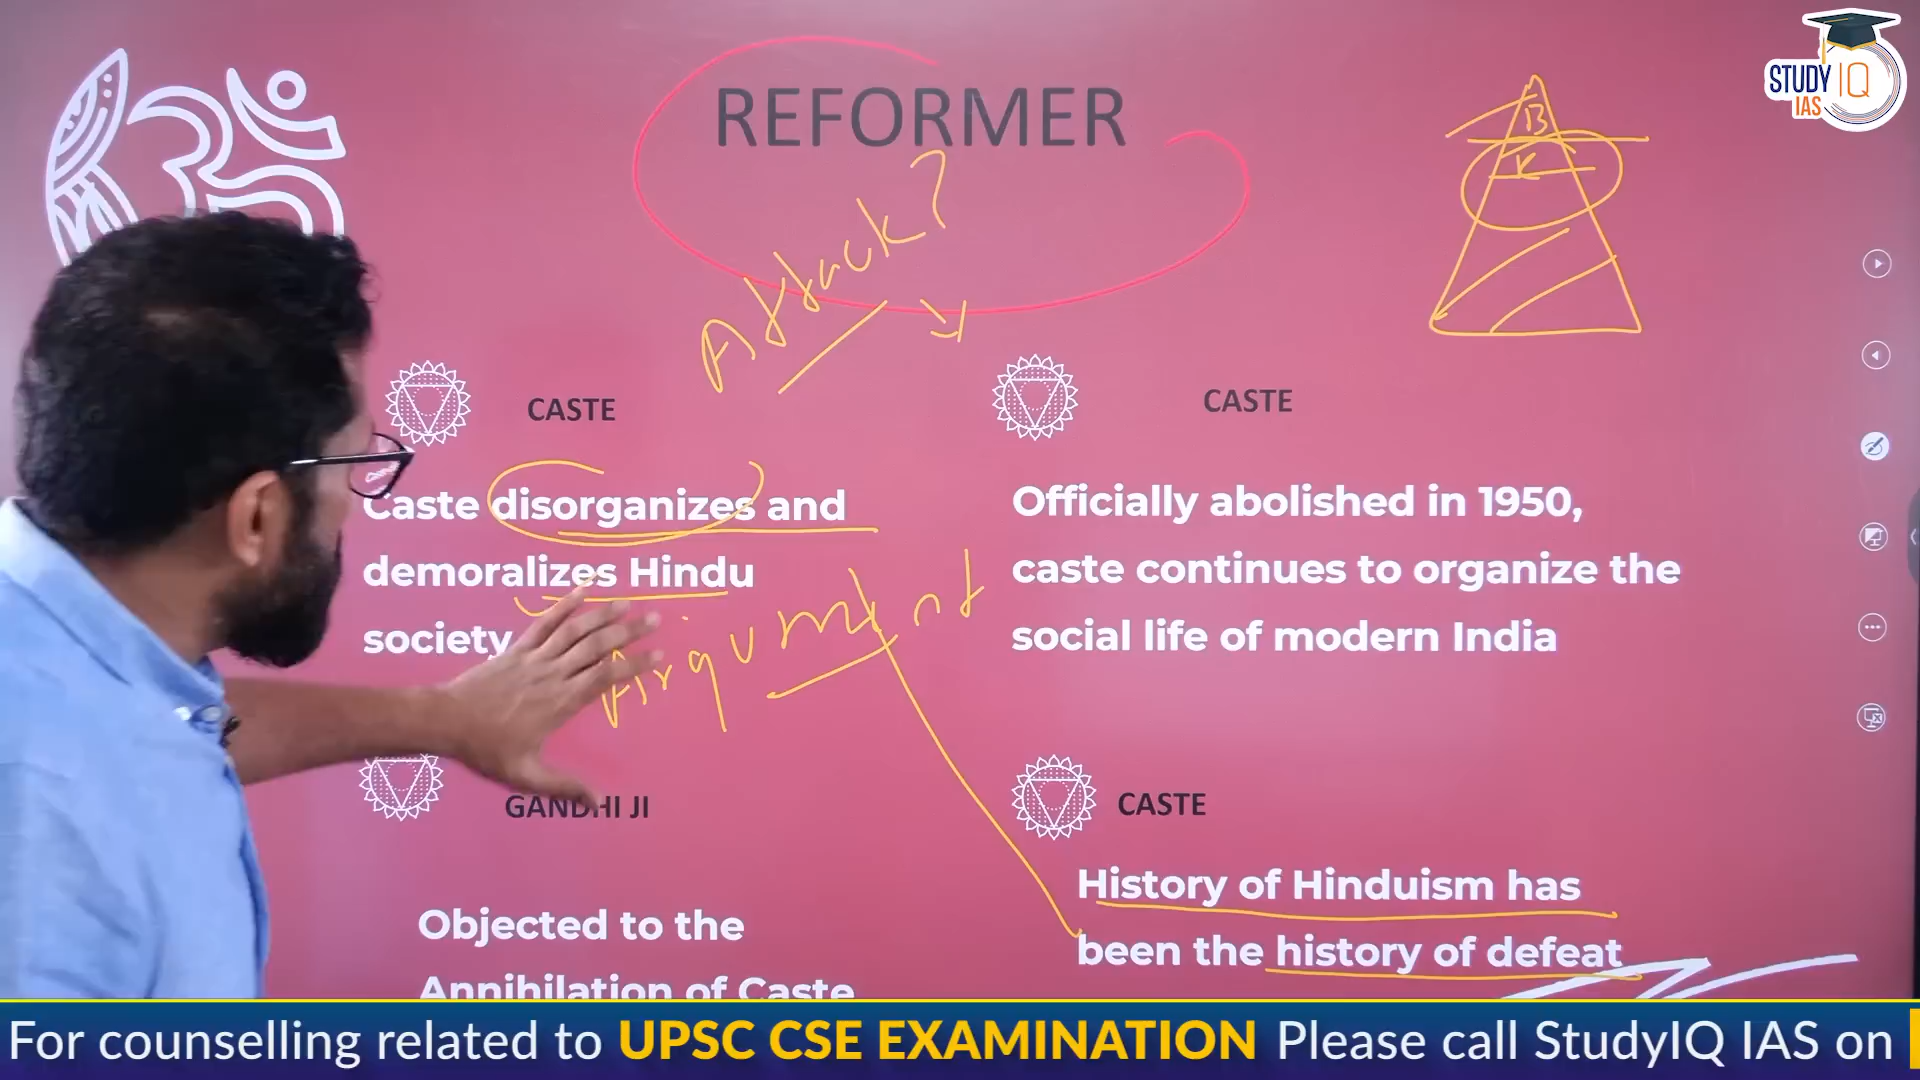 STUDY IQ
IAS
REFORMER
B
K
Attack?
CASTE
Caste disorganizes and
demoralizes Hindu
society
Argument
CASTE
Officially abolished in 1950,
caste continues to organize the
social life of modern India
GANDHI JI
Objected to the
Annihilation of Caste
CASTE
History of Hinduism has
been the history of defeat
For counselling related to UPSC CSE EXAMINATION Please call StudyIQ IAS on